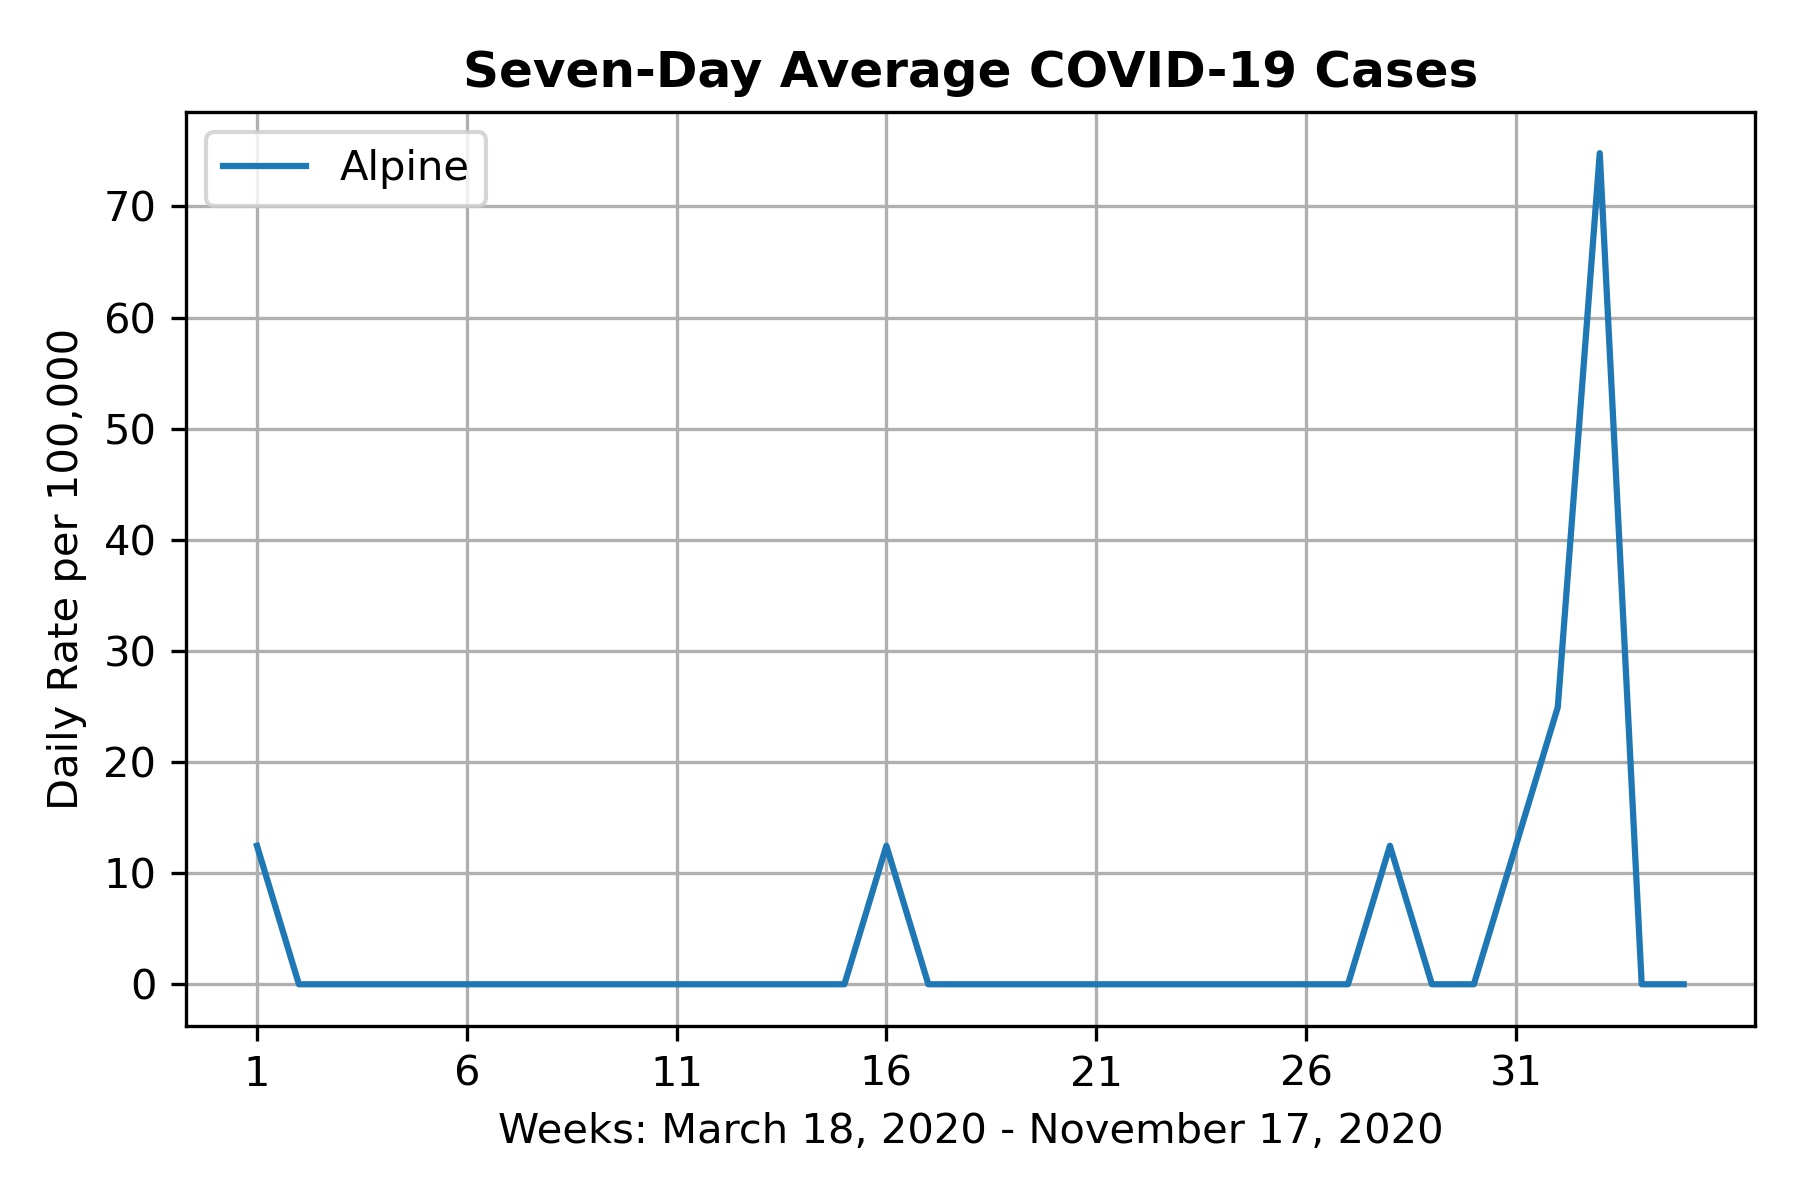 Seven-Day Average COVID-19 Cases
Alpine
Daily Rate per 100,000
70
60
50
40
30
20
10
0
1 6 11 16 21 26 31
Weeks: March 18, 2020 - November 17, 2020